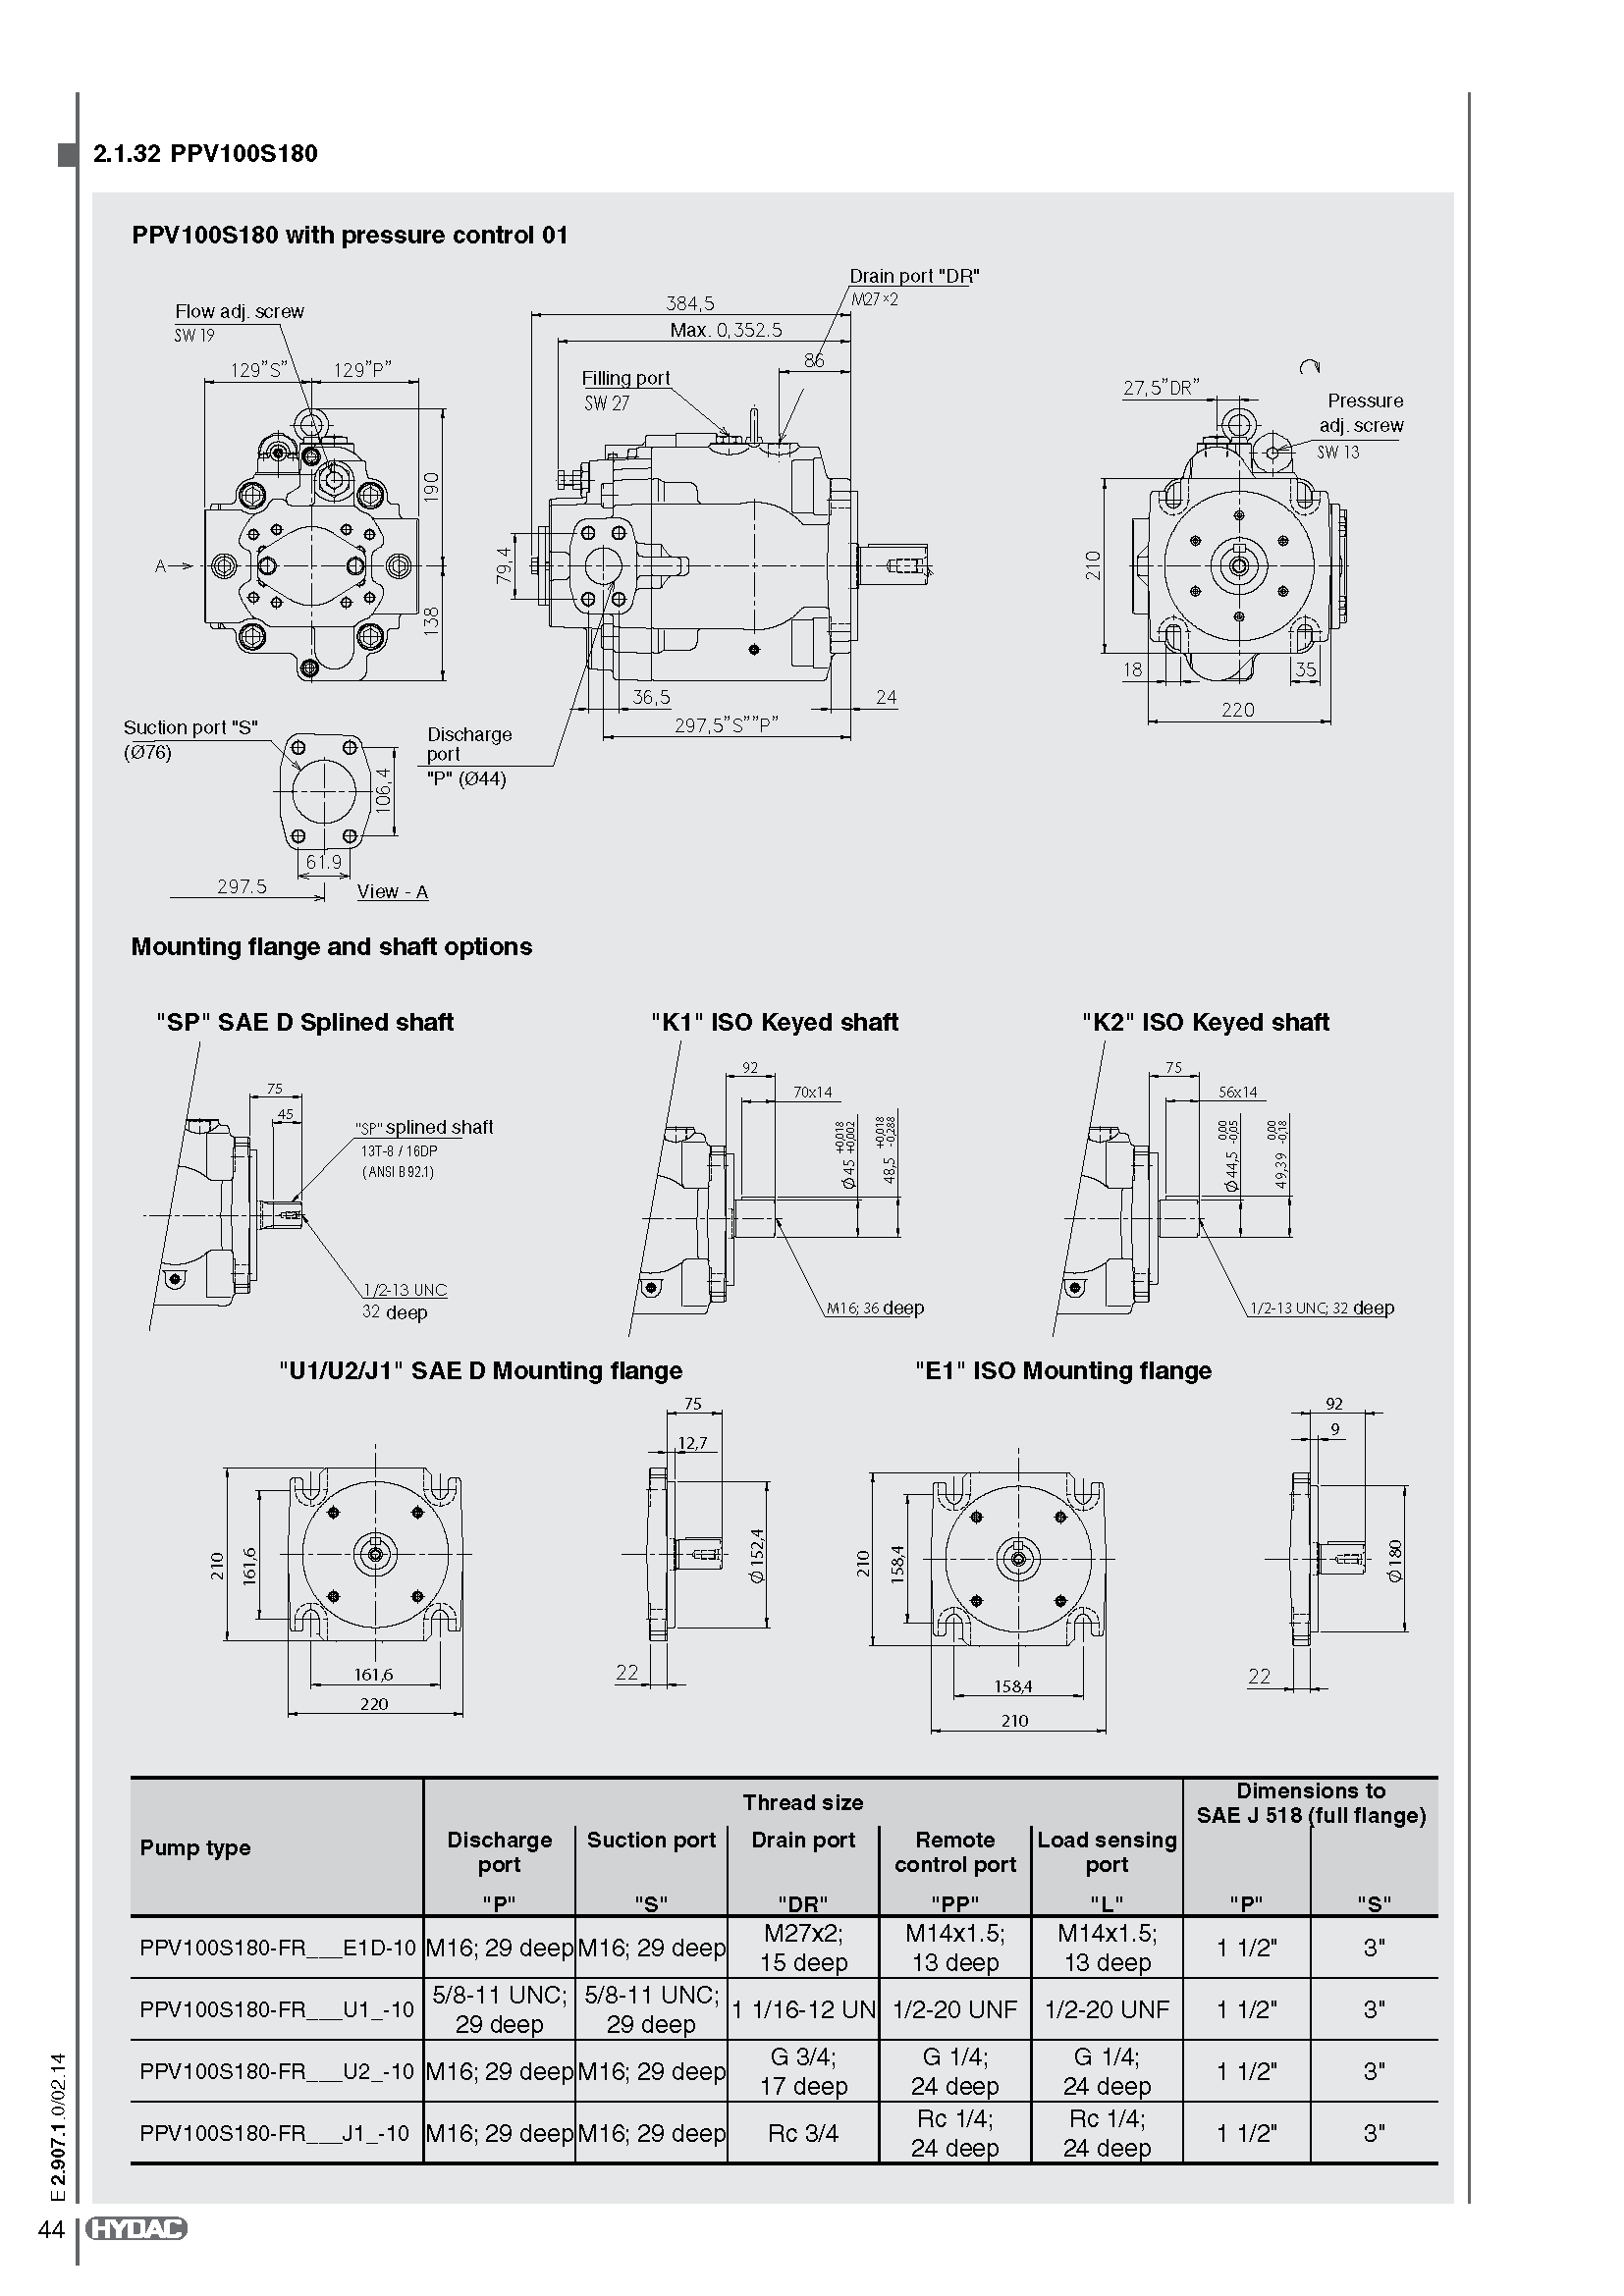 2.1.32 PPV100S180
PPV100S180 with pressure control 01
Drain port "DR"
M27×2
Flow adj. screw
SW 19
384,5
Max. 0,352.5
86
129"S"
129"P"
Filling port
SW 27
27,5"DR"
Pressure
adj. screw
SW 13
190
A
79,4
210
138
18
35
36,5
24
220
297,5"S""P"
Suction port "S"
(Ø76)
Discharge
port
"P" (Ø44)
106,4
61.9
297.5
View - A
Mounting flange and shaft options
"SP" SAE D Splined shaft
"K1" ISO Keyed shaft
"K2" ISO Keyed shaft
75
45
"SP" splined shaft
13T-8 / 16DP
(ANSI B92.1)
1/2-13 UNC
32 deep
92
70x14
Ø45 +0,018 +0,002
48,5 +0,018 -0,288
M16; 36 deep
75
56x14
Ø44,5 0,00 -0,05
49,39 0,00 -0,18
1/2-13 UNC; 32 deep
"U1/U2/J1" SAE D Mounting flange
"E1" ISO Mounting flange
75
12,7
210
161,6
Ø152,4
161,6
220
22
92
9
210
158,4
Ø180
158,4
210
22
Pump type
Thread size
Dimensions to
SAE J 518 (full flange)
Discharge port "P"
Suction port "S"
Drain port "DR"
Remote control port "PP"
Load sensing port "L"
"P"
"S"
PPV100S180-FR___E1D-10 M16; 29 deep M16; 29 deep M27x2; 15 deep M14x1.5; 13 deep M14x1.5; 13 deep 1 1/2" 3"
PPV100S180-FR___U1_-10 5/8-11 UNC; 29 deep 5/8-11 UNC; 29 deep 1 1/16-12 UN 1/2-20 UNF 1/2-20 UNF 1 1/2" 3"
PPV100S180-FR___U2_-10 M16; 29 deep M16; 29 deep G 3/4; 17 deep G 1/4; 24 deep G 1/4; 24 deep 1 1/2" 3"
PPV100S180-FR___J1_-10 M16; 29 deep M16; 29 deep Rc 3/4 Rc 1/4; 24 deep Rc 1/4; 24 deep 1 1/2" 3"
E 2.907.1.0/02.14
44
HYDAC